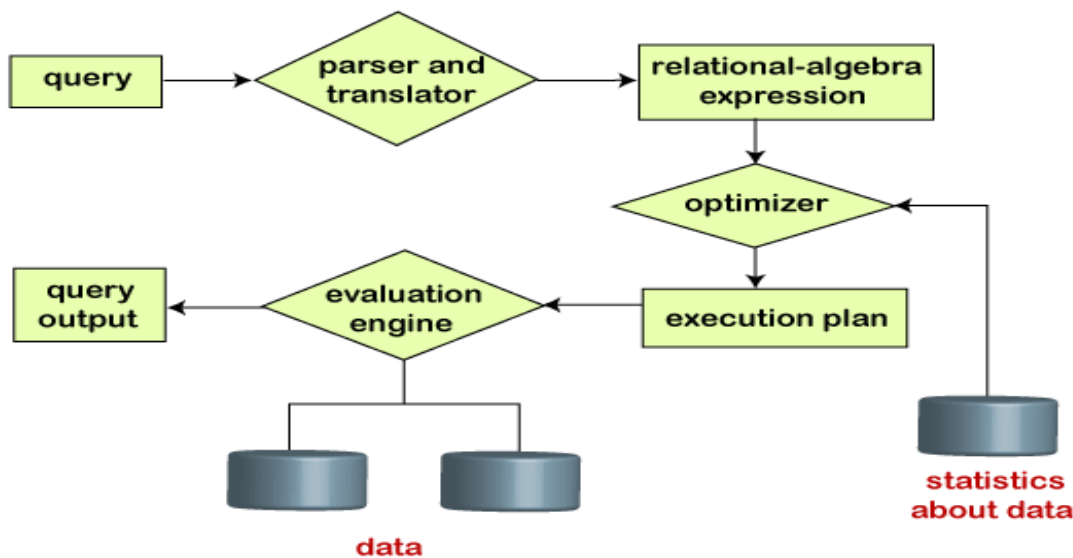 query
parser and
translator
relational-algebra
expression
optimizer
query
output
evaluation
engine
execution plan
statistics
about data
data